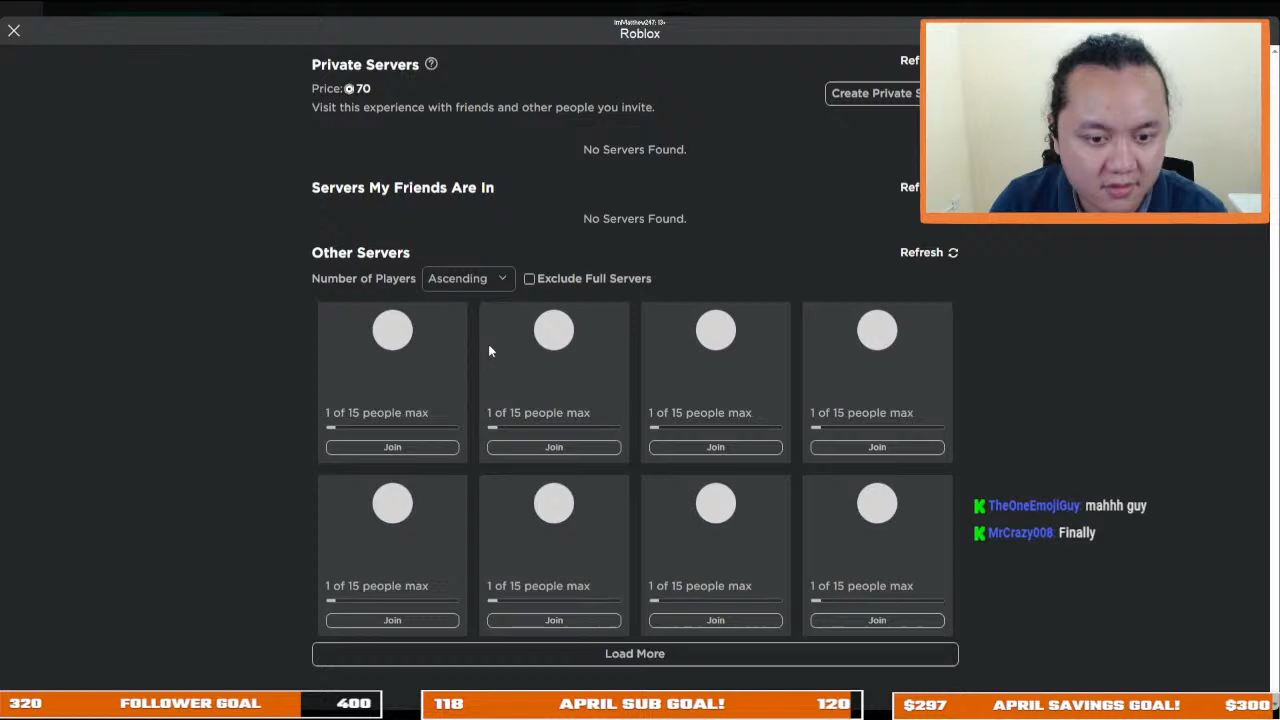 ImMatthew247: 13+
Roblox
Private Servers
Ref
Price: 70
Create Private S
Visit this experience with friends and other people you invite.
No Servers Found.
Servers My Friends Are In
Ref
No Servers Found.
Other Servers
Refresh
Number of Players Ascending Exclude Full Servers
1 of 15 people max 1 of 15 people max 1 of 15 people max 1 of 15 people max
Join Join Join Join
1 of 15 people max 1 of 15 people max 1 of 15 people max 1 of 15 people max
Join Join Join Join
Load More
K TheOneEmojiGuy: mahhh guy
K MrCrazy008: Finally
320 FOLLOWER GOAL 400
118 APRIL SUB GOAL! 120
$297 APRIL SAVINGS GOAL! $300